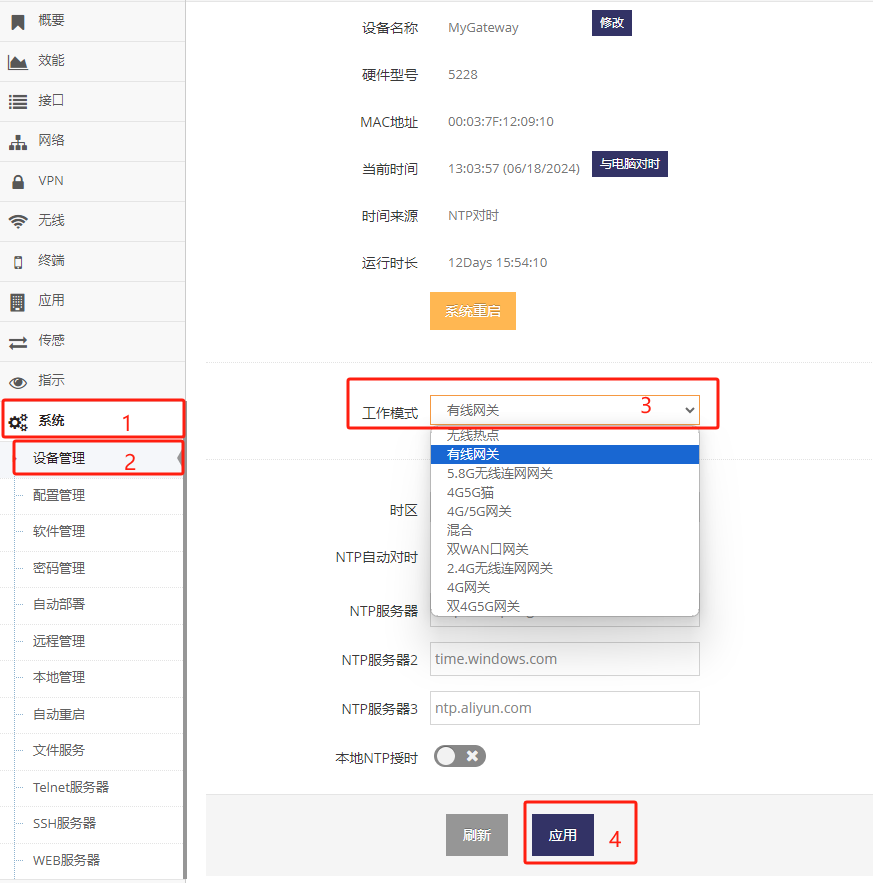 概要
效能
接口
网络
VPN
无线
终端
应用
传感
指示
系统 1
设备管理 2
配置管理
软件管理
密码管理
自动部署
远程管理
本地管理
自动重启
文件服务
Telnet服务器
SSH服务器
WEB服务器
设备名称 MyGateway 修改
硬件型号 5228
MAC地址 00:03:7F:12:09:10
当前时间 13:03:57 (06/18/2024) 与电脑对时
时间来源 NTP对时
运行时长 12Days 15:54:10
系统重启
工作模式 有线网关 3
无线热点
有线网关
5.8G无线连网网关
4G5G猫
4G/5G网关
混合
双WAN口网关
2.4G无线连网网关
4G网关
双4G5G网关
时区
NTP自动对时
NTP服务器
NTP服务器2 time.windows.com
NTP服务器3 ntp.aliyun.com
本地NTP授时
刷新 应用 4